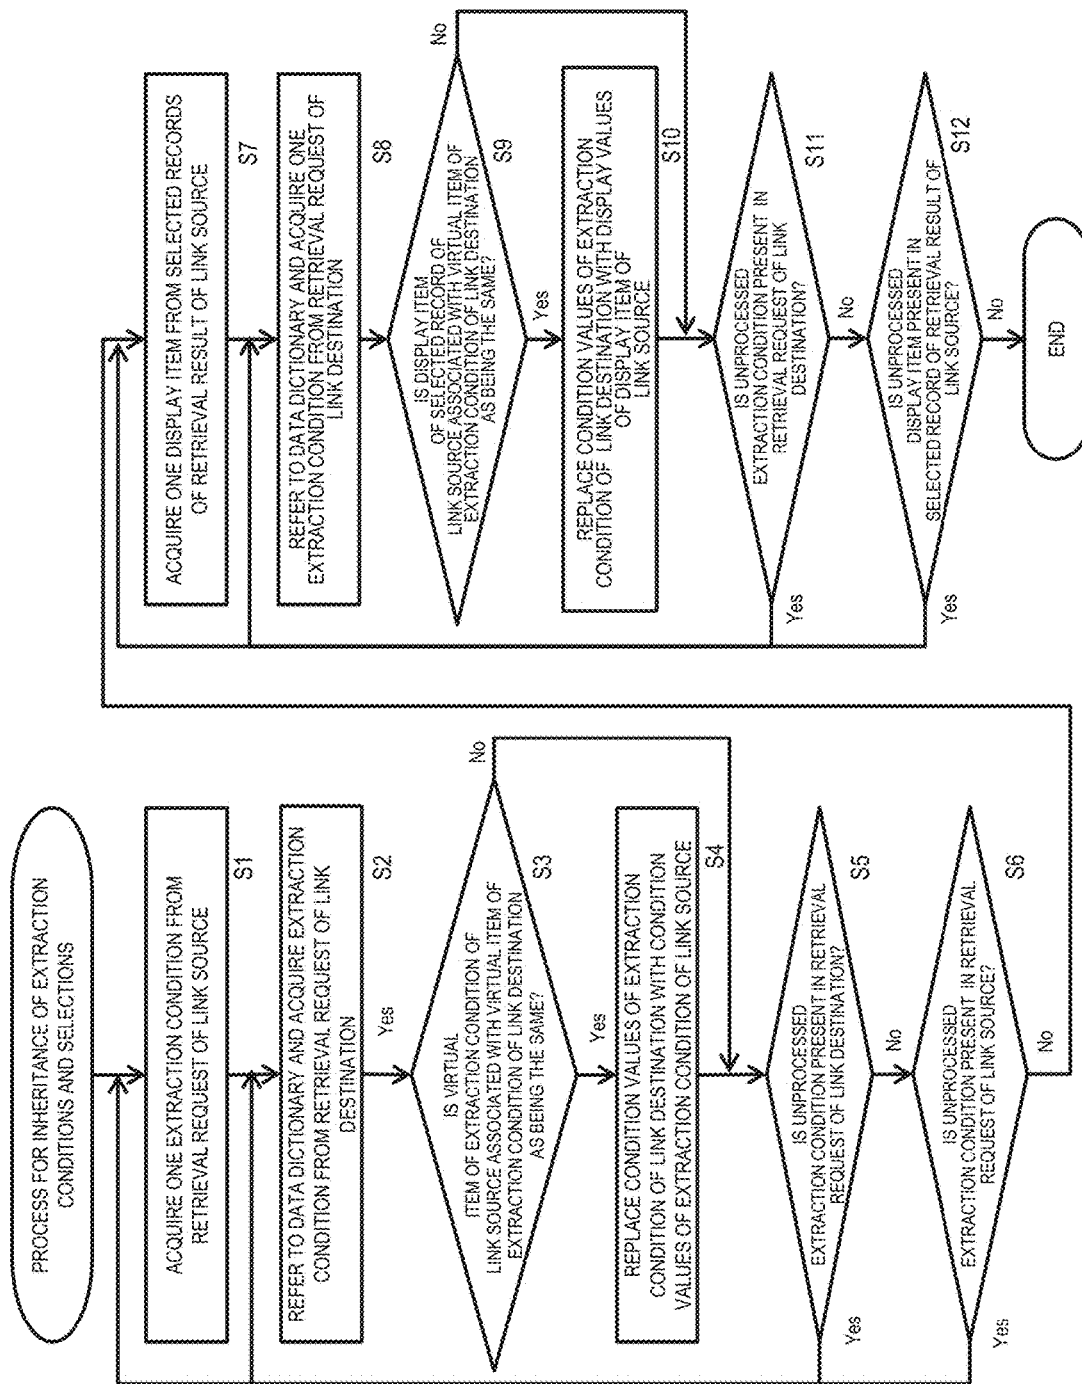 PROCESS FOR INHERITANCE OF EXTRACTION
CONDITIONS AND SELECTIONS
ACQUIRE ONE EXTRACTION CONDITION FROM
RETRIEVAL REQUEST OF LINK SOURCE
S1
REFER TO DATA DICTIONARY AND ACQUIRE EXTRACTION
CONDITION FROM RETRIEVAL REQUEST OF LINK
DESTINATION
S2
Yes
IS VIRTUAL
ITEM OF EXTRACTION CONDITION OF
LINK SOURCE ASSOCIATED WITH VIRTUAL ITEM OF
EXTRACTION CONDITION OF LINK DESTINATION
AS BEING THE SAME?
S3
No
Yes
REPLACE CONDITION VALUES OF EXTRACTION
CONDITION OF LINK DESTINATION WITH CONDITION
VALUES OF EXTRACTION CONDITION OF LINK SOURCE
S4
IS UNPROCESSED
EXTRACTION CONDITION PRESENT IN RETRIEVAL
REQUEST OF LINK DESTINATION?
S5
Yes
No
IS UNPROCESSED
EXTRACTION CONDITION PRESENT IN RETRIEVAL
REQUEST OF LINK SOURCE?
S6
Yes
No
ACQUIRE ONE DISPLAY ITEM FROM SELECTED RECORDS
OF RETRIEVAL RESULT OF LINK SOURCE
S7
REFER TO DATA DICTIONARY AND ACQUIRE ONE
EXTRACTION CONDITION FROM RETRIEVAL REQUEST OF
LINK DESTINATION
S8
IS DISPLAY ITEM
OF SELECTED RECORD OF
LINK SOURCE ASSOCIATED WITH VIRTUAL ITEM OF
EXTRACTION CONDITION OF LINK DESTINATION
AS BEING THE SAME?
S9
No
Yes
REPLACE CONDITION VALUES OF EXTRACTION
CONDITION OF LINK DESTINATION WITH DISPLAY VALUES
OF DISPLAY ITEM OF
LINK SOURCE
S10
IS UNPROCESSED
EXTRACTION CONDITION PRESENT IN
RETRIEVAL REQUEST OF LINK
DESTINATION?
S11
Yes
No
IS UNPROCESSED
DISPLAY ITEM PRESENT IN
SELECTED RECORD OF RETRIEVAL RESULT OF
LINK SOURCE?
S12
Yes
No
END